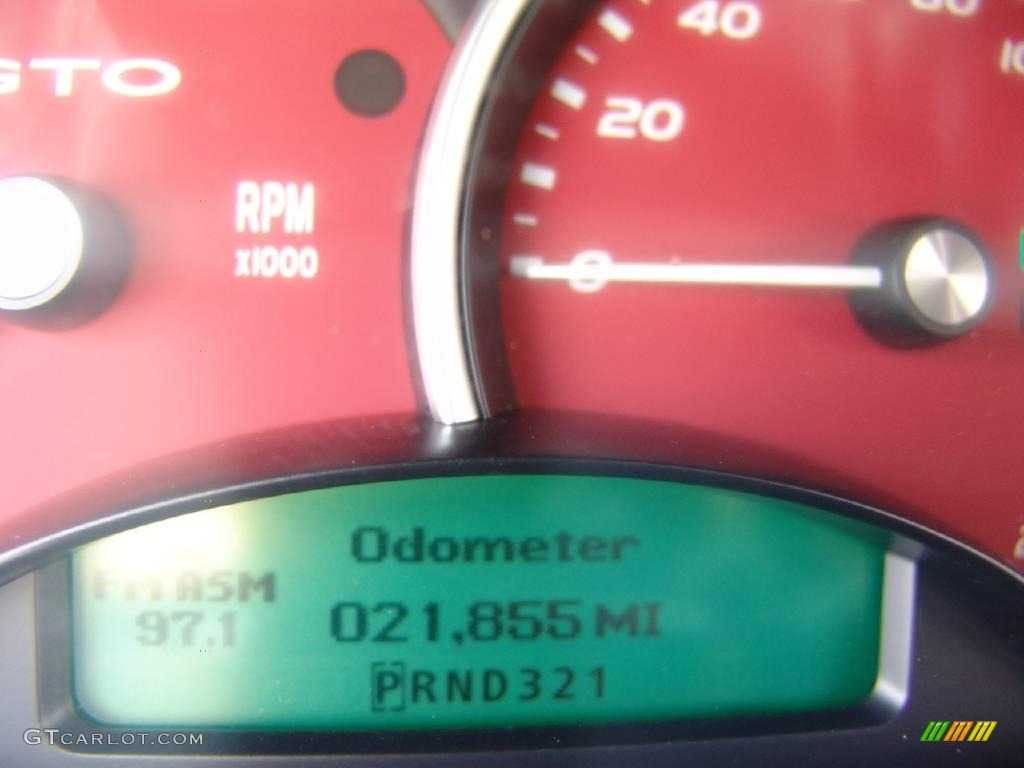 GTO
40
20
RPM
x1000
0
Odometer
FM ASM
97.1
021,855 MI
PRND321
GTCARLOT.COM